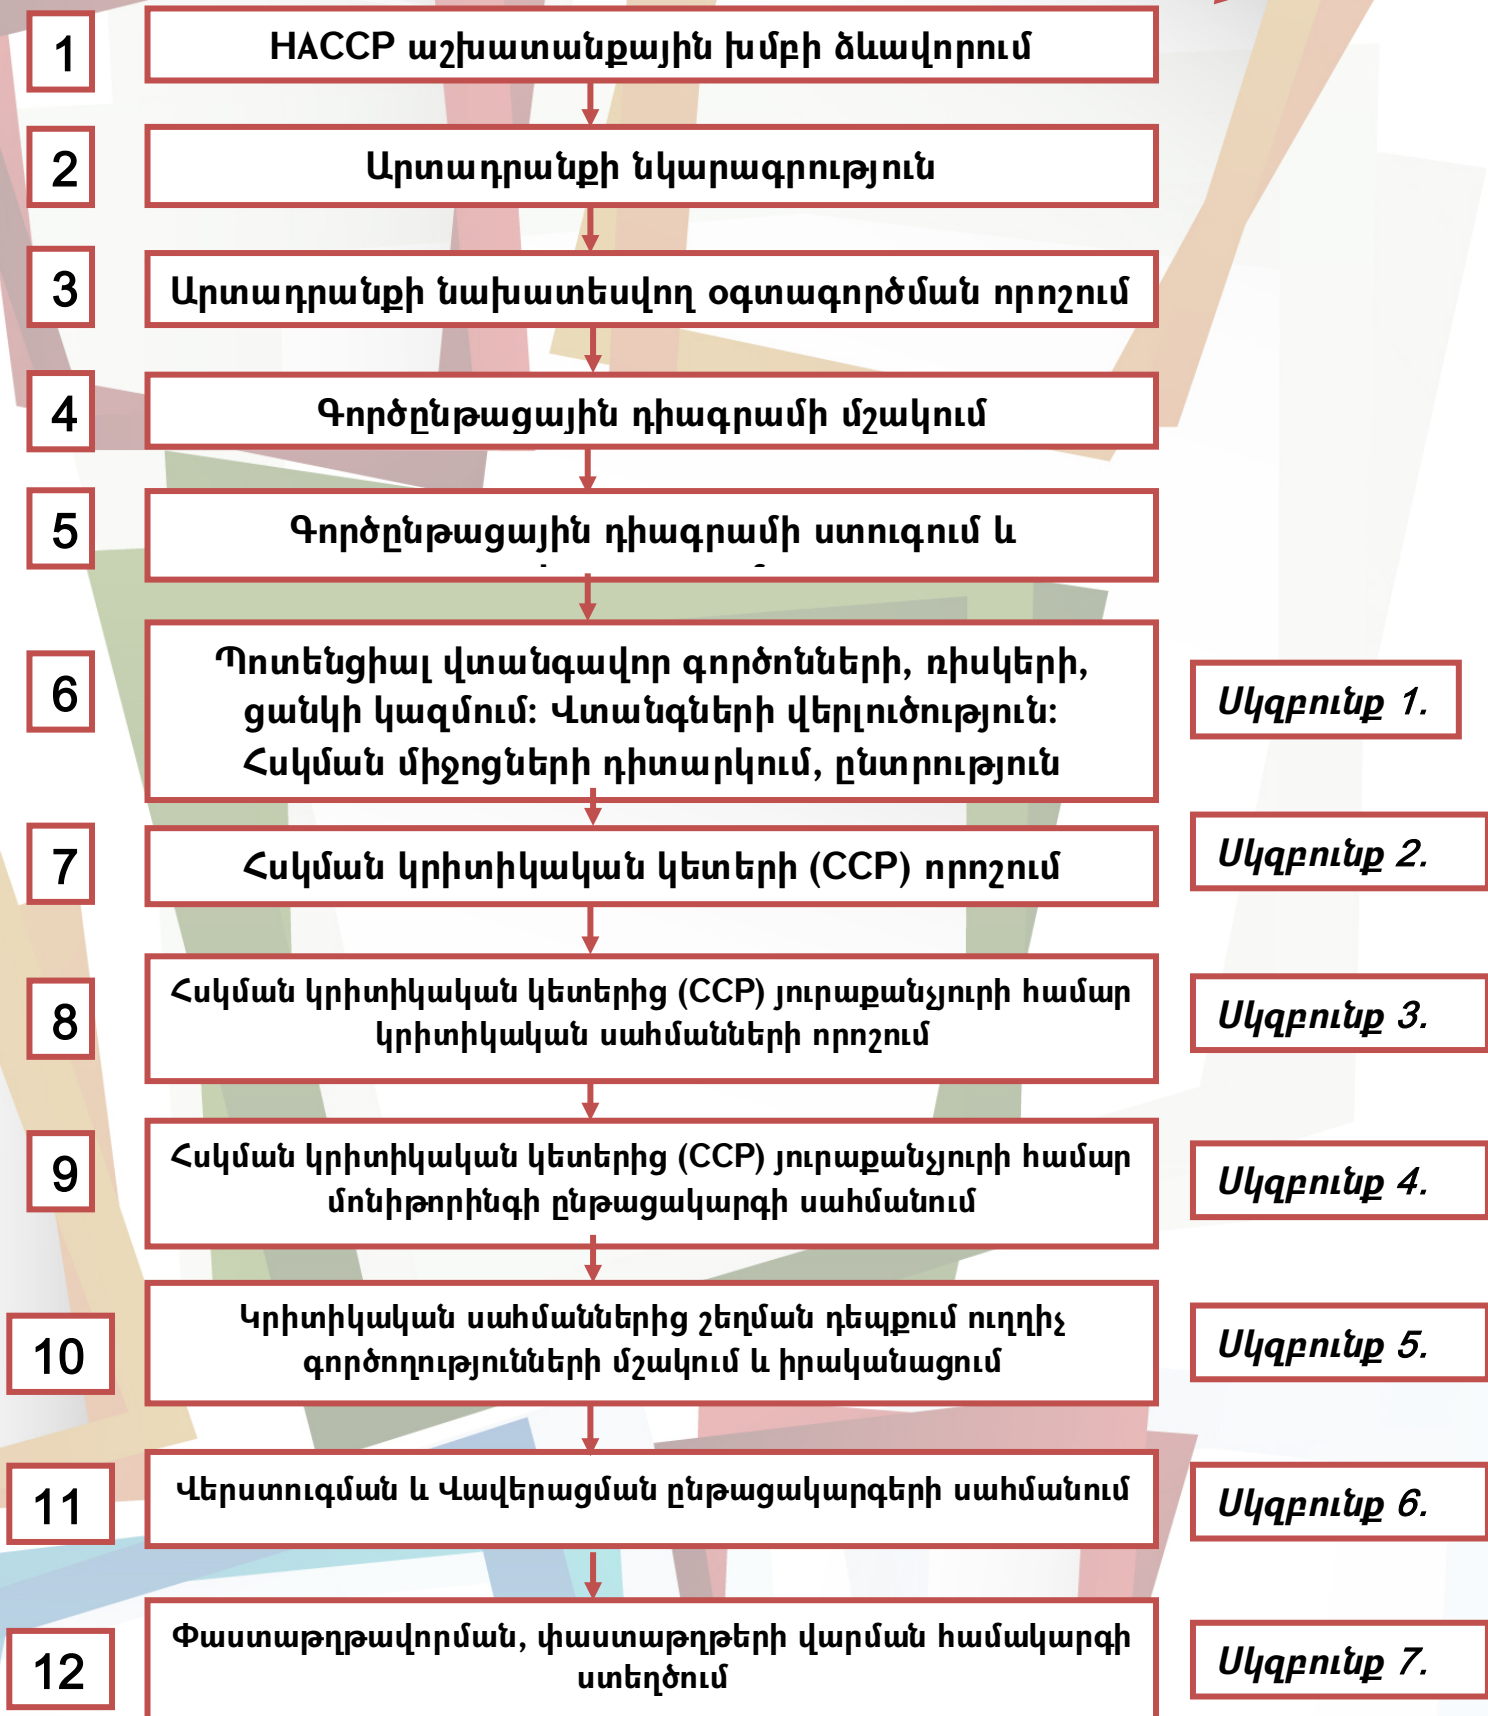 1
HACCP աշխատանքային խմբի ձևավորում
2
Արտադրանքի նկարագրություն
3
Արտադրանքի նախատեսվող օգտագործման որոշում
4
Գործընթացային դիագրամի մշակում
5
Գործընթացային դիագրամի ստուգում և
6
Պոտենցիալ վտանգավոր գործոնների, ռիսկերի,
ցանկի կազմում: Վտանգների վերլուծություն:
Հսկման միջոցների դիտարկում, ընտրություն
Սկզբունք 1.
7
Հսկման կրիտիկական կետերի (CCP) որոշում
Սկզբունք 2.
8
Հսկման կրիտիկական կետերից (CCP) յուրաքանչյուրի համար
կրիտիկական սահմանների որոշում
Սկզբունք 3.
9
Հսկման կրիտիկական կետերից (CCP) յուրաքանչյուրի համար
մոնիթորինգի ընթացակարգի սահմանում
Սկզբունք 4.
10
Կրիտիկական սահմաններից շեղման դեպքում ուղղիչ
գործողությունների մշակում և իրականացում
Սկզբունք 5.
11
Վերստուգման և Վավերացման ընթացակարգերի սահմանում
Սկզբունք 6.
12
Փաստաթղթավորման, փաստաթղթերի վարման համակարգի
ստեղծում
Սկզբունք 7.